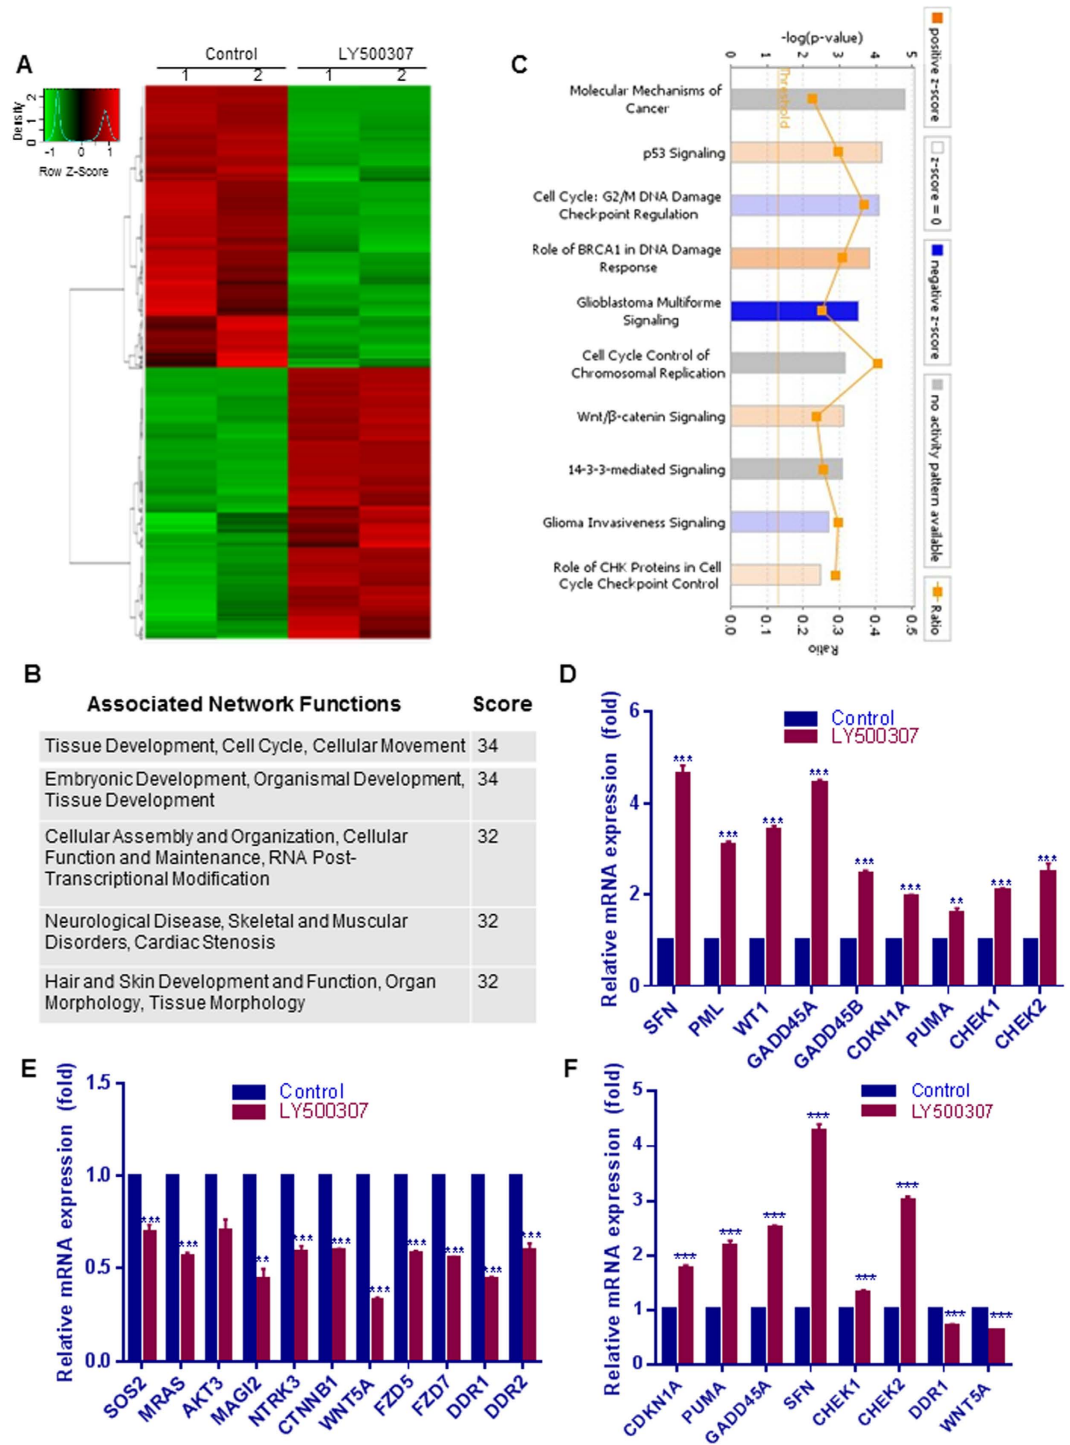 A
Control
LY500307
1
2
1
2
Density
0 1 2
-1 0 1
Row Z-Score
C
-log(p-value)
0 1 2 3 4 5
Threshold
Molecular Mechanisms of
Cancer
p53 Signaling
Cell Cycle: G2/M DNA Damage
Checkpoint Regulation
Role of BRCA1 in DNA Damage
Response
Glioblastoma Multiforme
Signaling
Cell Cycle Control of
Chromosomal Replication
Wnt/β-catenin Signaling
14-3-3-mediated Signaling
Glioma Invasiveness Signaling
Role of CHK Proteins in Cell
Cycle Checkpoint Control
0.0 0.1 0.2 0.3 0.4 0.5
Ratio
positive z-score
z-score = 0
negative z-score
no activity pattern available
Ratio
B
Associated Network Functions Score
Tissue Development, Cell Cycle, Cellular Movement 34
Embryonic Development, Organismal Development, 34
Tissue Development
Cellular Assembly and Organization, Cellular 32
Function and Maintenance, RNA Post-
Transcriptional Modification
Neurological Disease, Skeletal and Muscular 32
Disorders, Cardiac Stenosis
Hair and Skin Development and Function, Organ 32
Morphology, Tissue Morphology
D
Relative mRNA expression (fold)
6
4
2
0
Control
LY500307
*** *** *** *** *** *** ** *** ***
SFN PML WT1 GADD45A GADD45B CDKN1A PUMA CHEK1 CHEK2
E
Relative mRNA expression (fold)
1.5
1.0
0.5
0.0
Control
LY500307
*** *** ** *** *** *** *** *** *** ***
SOS2 MRAS AKT3 MAGI2 NTRK3 CTNNB1 WNT5A FZD5 FZD7 DDR1 DDR2
F
Relative mRNA expression (fold)
5
4
3
2
1
0
Control
LY500307
*** *** *** *** *** *** *** ***
CDKN1A PUMA GADD45A SFN CHEK1 CHEK2 DDR1 WNT5A